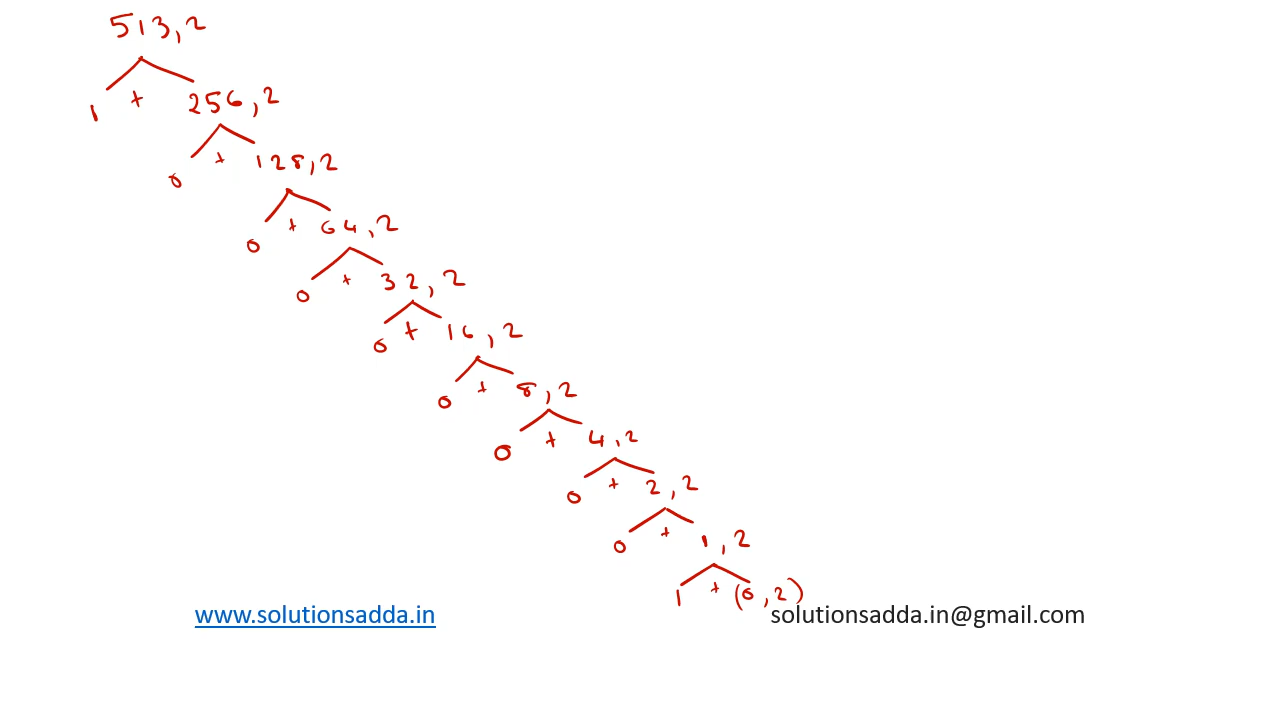 513,2
1 + 256,2
0 + 128,2
0 + 64,2
0 + 32,2
0 + 16,2
0 + 8,2
0 + 4,2
0 + 2,2
0 + 1,2
1 + (0,2)
www.solutionsadda.in
solutionsadda.in@gmail.com